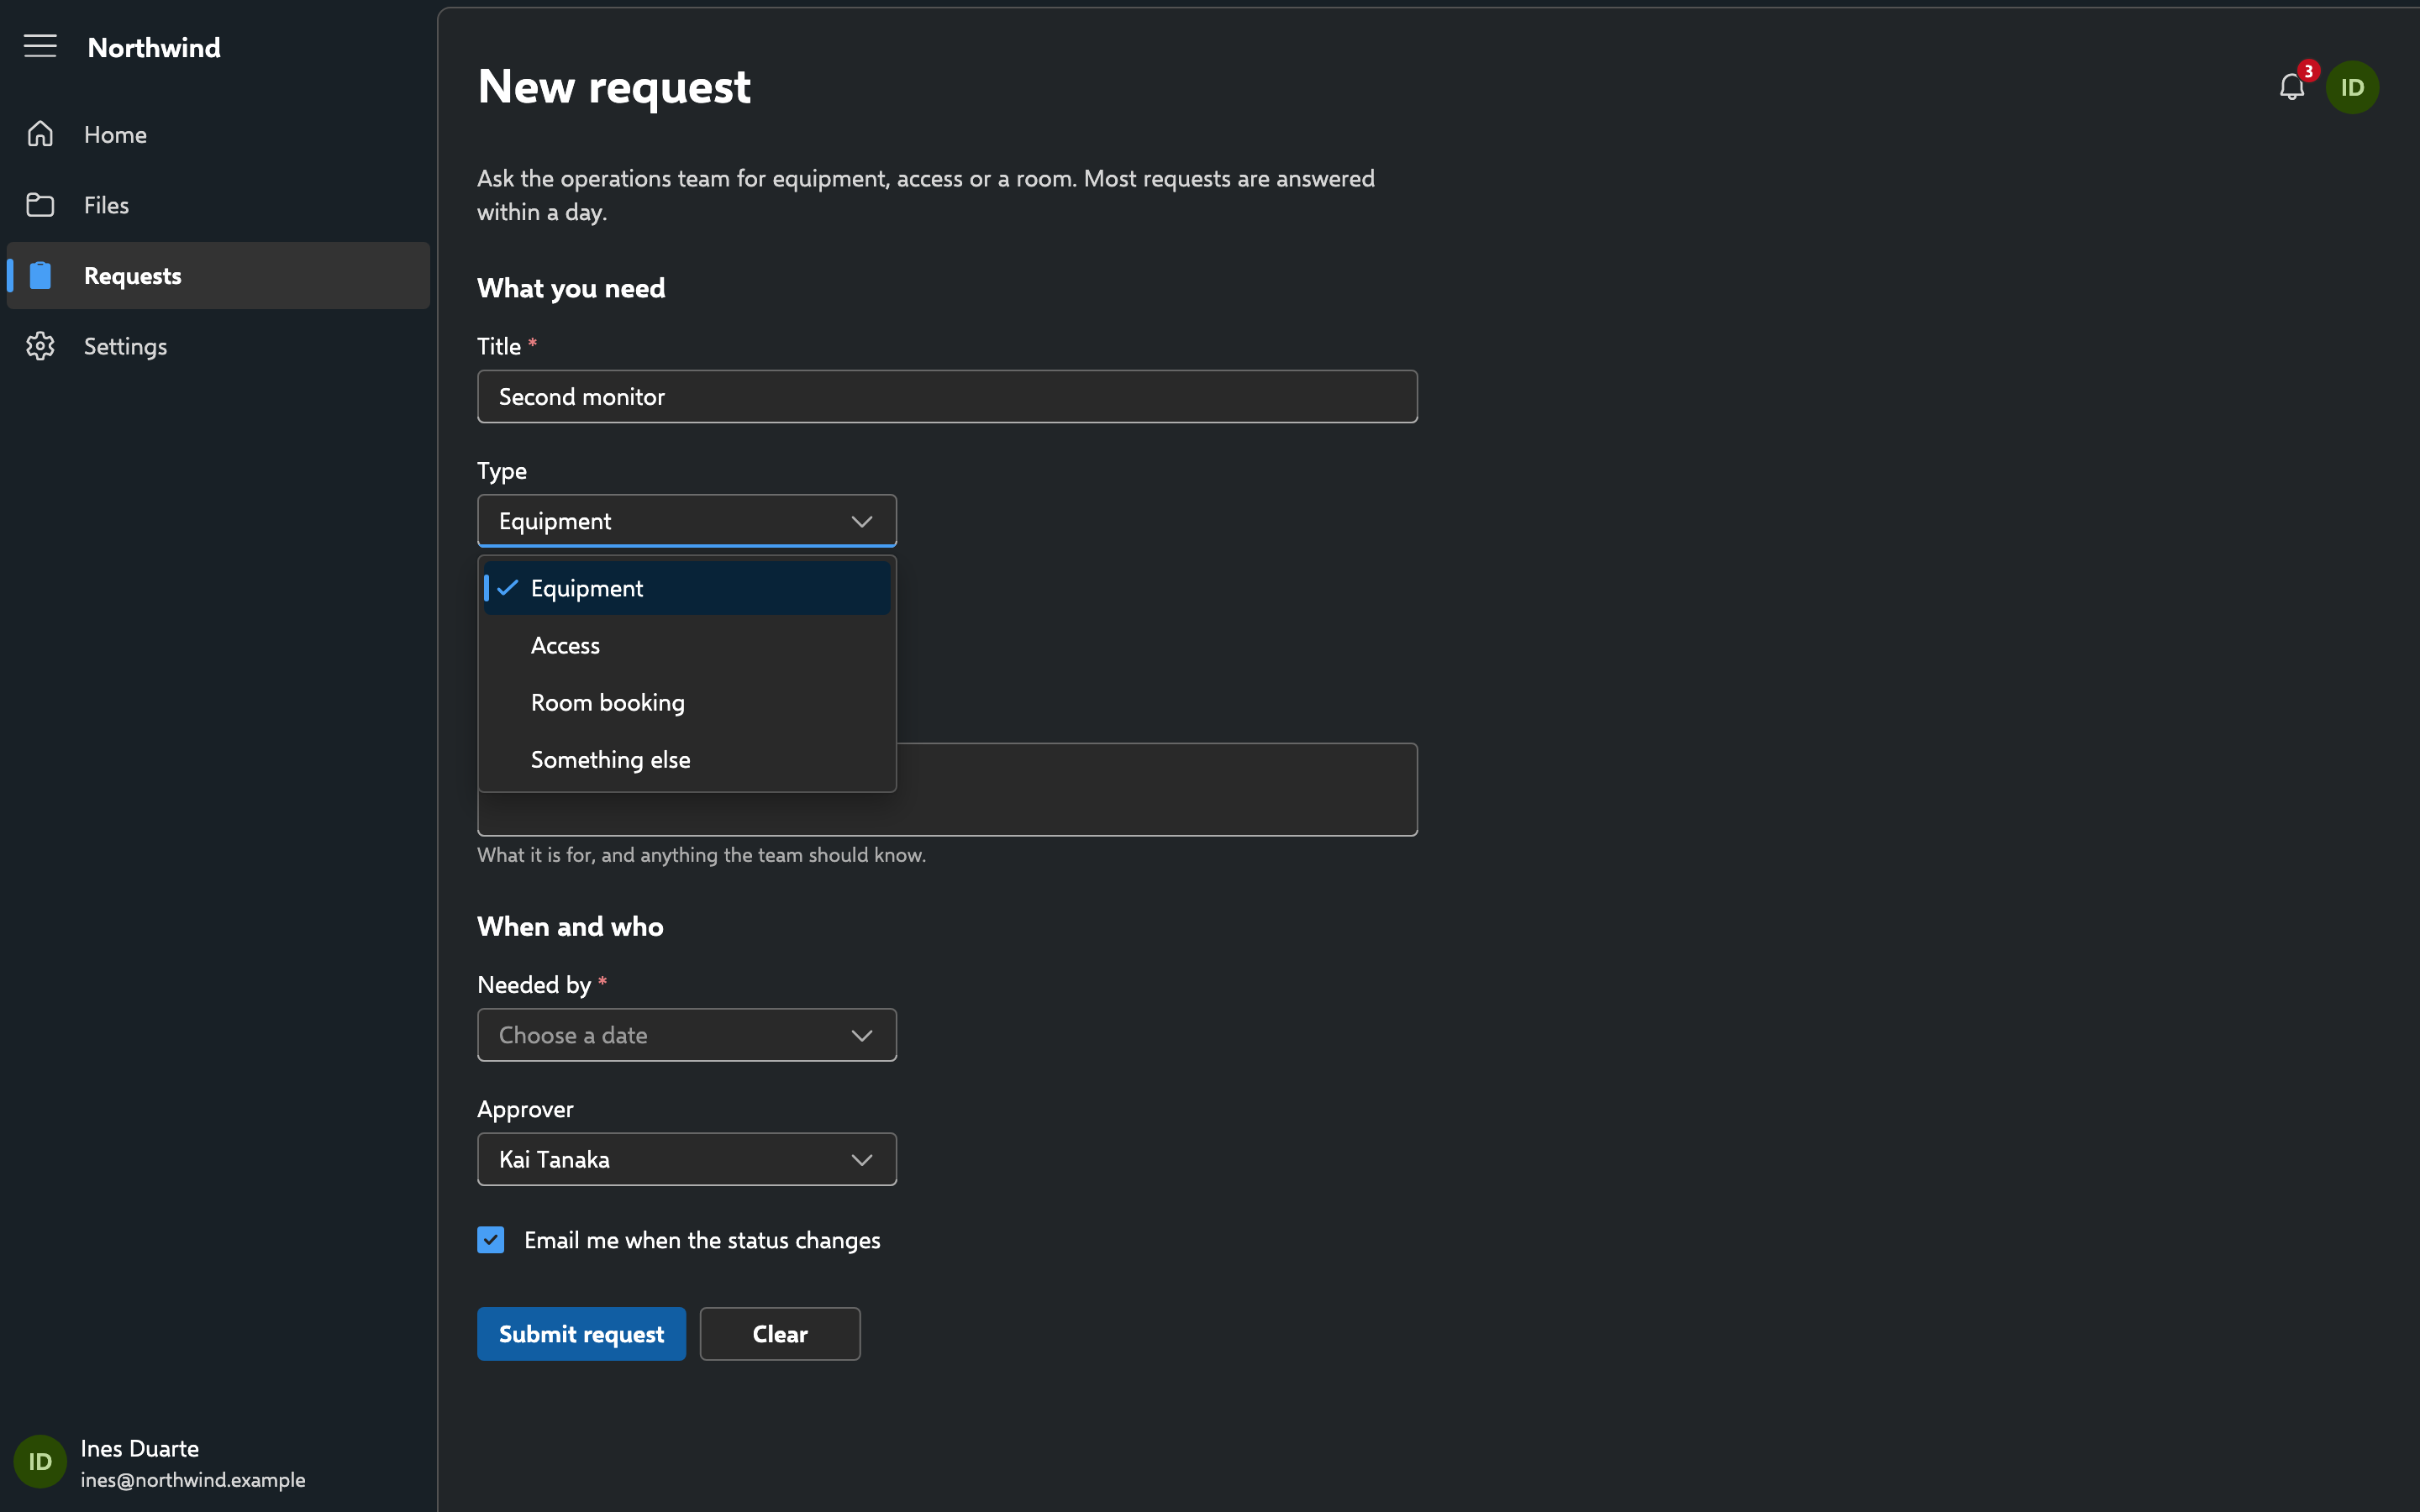 Northwind
Home
Files
Requests
Settings
Ines Duarte
ID
ines@northwind.example
New request
3
ID
Ask the operations team for equipment, access or a room. Most requests are answered
within a day.
What you need
Title *
Second monitor
Type
Equipment
Equipment
Access
Room booking
Something else
What it is for, and anything the team should know.
When and who
Needed by *
Choose a date
Approver
Kai Tanaka
Email me when the status changes
Submit request
Clear